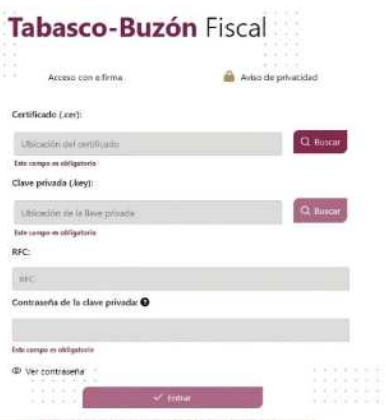 Tabasco-Buzón Fiscal
Acceso con e.firma
Aviso de privacidad
Certificado (.cer):
Ubicación del certificado
Buscar
Este campo es obligatorio
Clave privada (.key):
Ubicación de la llave privada
Buscar
Este campo es obligatorio
RFC:
RFC
Contraseña de la clave privada: ?
Este campo es obligatorio
Ver contraseña
Entrar